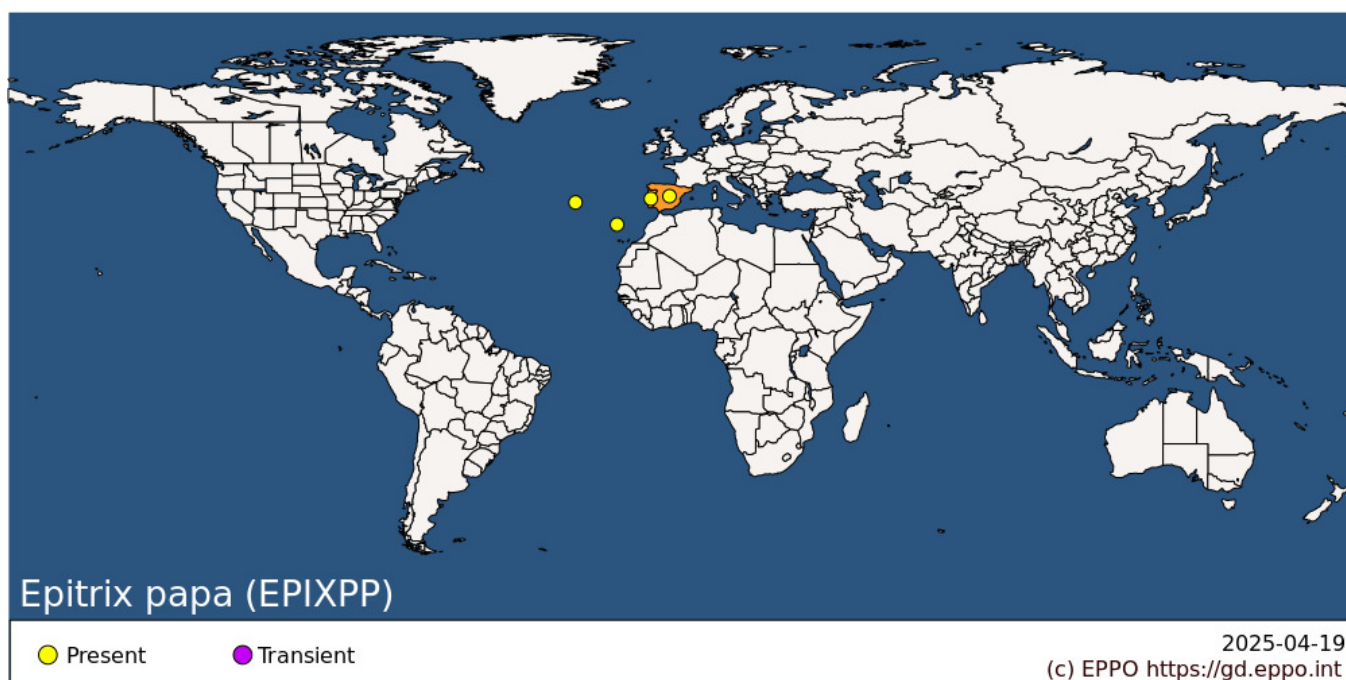 Epitrix papa (EPIXPP)
Present
Transient
2025-04-19
(c) EPPO https://gd.eppo.int